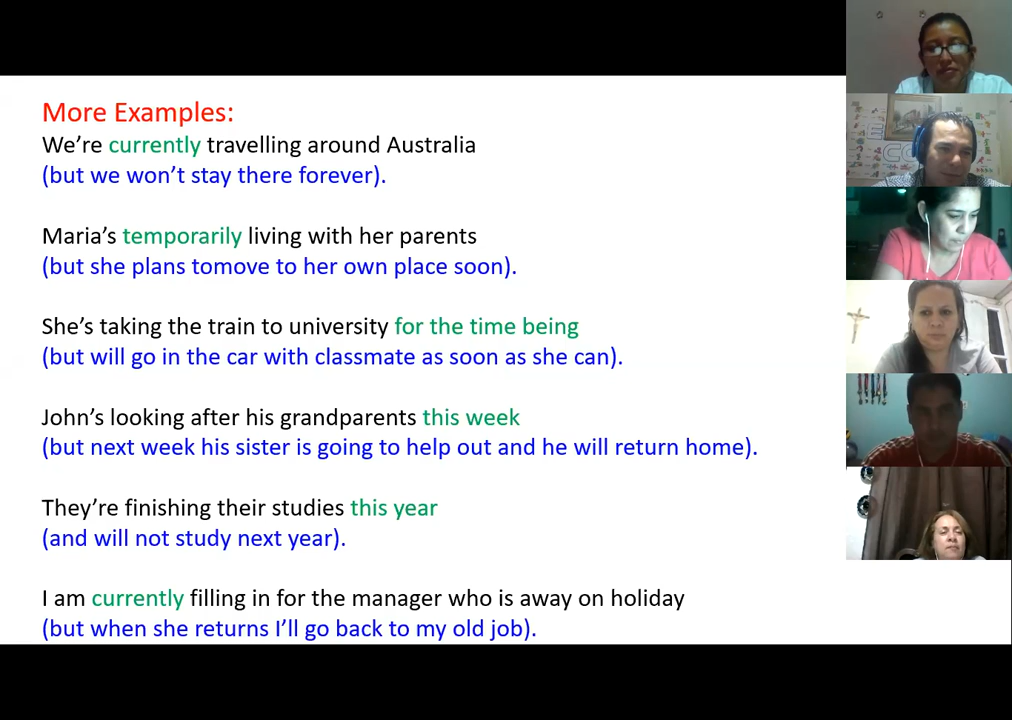 More Examples:
We're currently travelling around Australia
(but we won't stay there forever).
Maria's temporarily living with her parents
(but she plans tomove to her own place soon).
She's taking the train to university for the time being
(but will go in the car with classmate as soon as she can).
John's looking after his grandparents this week
(but next week his sister is going to help out and he will return home).
They're finishing their studies this year
(and will not study next year).
I am currently filling in for the manager who is away on holiday
(but when she returns I'll go back to my old job).